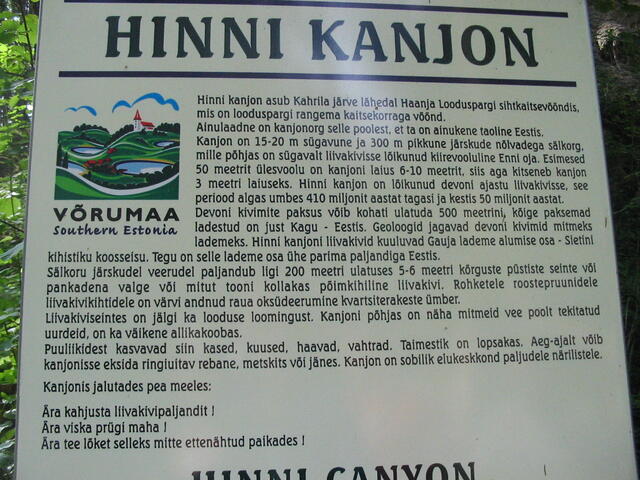 HINNI KANJON
Hinni kanjon asub Kahrila järve lähedal Haanja Looduspargi sihtkaitsevööndis,
mis on looduspargi rangema kaitsekorraga võõnd.
Ainulaadne on kanjonorg selle poolest, et ta on ainukene taoline Eestis.
Kanjon on 15-20 m sügavune ja 300 m pikkune järskude nõlvadega sälkorg,
mille põhjas on sügavalt liivakivisse lõikunud kiirevooluline Enni oja. Esimesed
50 meetrit ülesvoolu on kanjoni laius 6-10 meetrit, siis aga kitseneb kanjon
3 meetri laiuseks. Hinni kanjon on lõikunud devoni ajastu liivakivisse, see
periood algas umbes 410 miljonit aastat tagasi ja kestis 50 miljonit aastat.
Devoni kivimite paksus võib kohati ulatuda 500 meetrini, kõige paksemad
ladestud on just Kagu - Eestis. Geoloogid jagavad devoni kivimid mitmeks
lademeks. Hinni kanjoni liivakivid kuuluvad Gauja lademe alumise osa - Sietini
kihistiku koosseisu. Tegu on selle lademe osa ühe parima paljandiga Eestis.
VÕRUMAA
Southern Estonia
Sälkoru järskudel veerudel paljandub ligi 200 meetri ulatuses 5-6 meetri kõrguste püstiste seinte või
pankadena valge või mitut tooni kollakas põimkihiline liivakivi. Rohketele roostepruunidele
liivakivikihtidele on värvi andnud raua oksüdeerumine kvartsiterakeste ümber.
Liivakiviseintes on jälgi ka looduse loomingust. Kanjoni põhjas on näha mitmeid vee poolt tekitatud
uurdeid, on ka väikene allikakoobas.
Puuliikidest kasvavad siin kased, kuused, haavad, vahtrad. Taimestik on lopsakas. Aeg-ajalt võib
kanjonisse eksida ringiuitav rebane, metskits või jänes. Kanjon on sobilik elukeskkond paljudele närilistele.
Kanjonis jalutades pea meeles:
Ära kahjusta liivakivipaljandit !
Ära viska prügi maha !
Ära tee lõket selleks mitte ettenähtud paikades !
HINNI CANYON